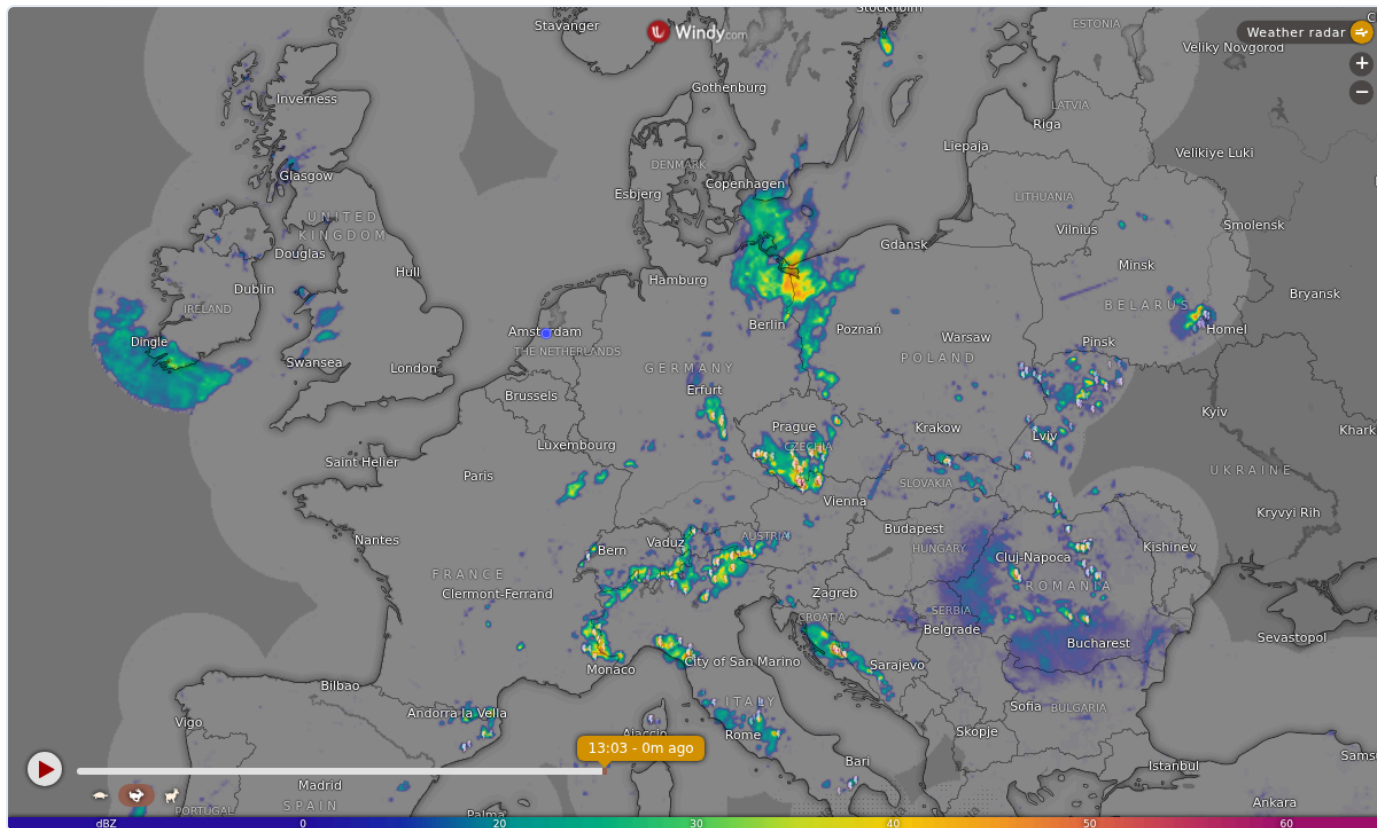 Stockholm
Stavanger
ESTONIA
Windy.com
Weather radar
Veliky Novgorod
+
−
Gothenburg
Inverness
LATVIA
Riga
Liepaja
Velikiye Luki
DENMARK
Glasgow
Copenhagen
Esbjerg
LITHUANIA
UNITED
KINGDOM
Vilnius
Smolensk
Gdańsk
Douglas
Hull
Minsk
Hamburg
Dublin
Bryansk
IRELAND
BELARUS
Berlin
Poznań
Homel
Amsterdam
Warsaw
Dingle
Pinsk
THE NETHERLANDS
POLAND
Swansea
London
GERMANY
Brussels
Erfurt
Kyiv
Prague
Krakow
Khark
Lviv
CZECHIA
Luxembourg
Saint Helier
UKRAINE
Paris
SLOVAKIA
Vienna
Kryvyi Rih
Budapest
AUSTRIA
Nantes
Vaduz
Bern
HUNGARY
Kishinev
Cluj-Napoca
FRANCE
ROMANIA
Clermont-Ferrand
Zagreb
SERBIA
CROATIA
Belgrade
Sevastopol
Bucharest
City of San Marino
Sarajevo
Monaco
Bilbao
ITALY
Andorra la Vella
Sofia
BULGARIA
Vigo
Ajaccio
Rome
Skopje
13:03 - 0m ago
Bari
Istanbul
Sams
Madrid
SPAIN
PORTUGAL
Palma
Ankara
dBZ 0 20 30 40 50 60